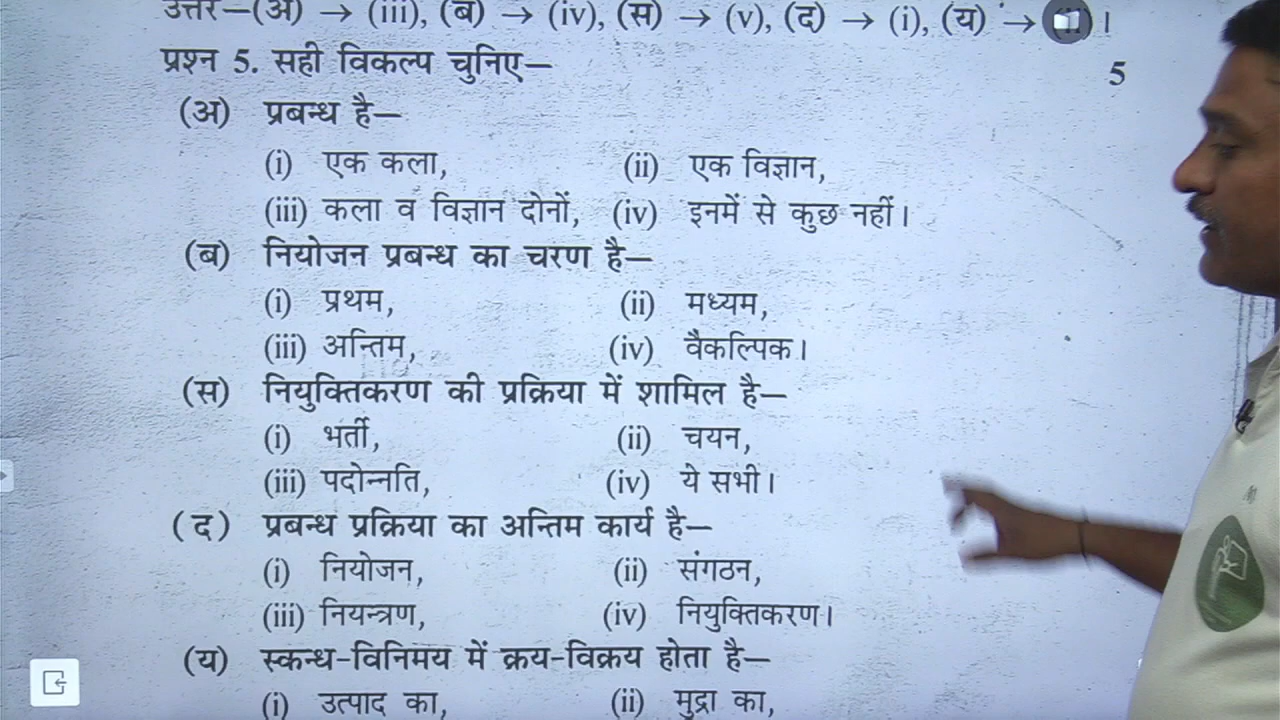 उत्तर—(अ) → (iii), (ब) → (iv), (स) → (v), (द) → (i), (य) → ।
प्रश्न 5. सही विकल्प चुनिए— 5
(अ) प्रबन्ध है—
(i) एक कला, (ii) एक विज्ञान,
(iii) कला व विज्ञान दोनों, (iv) इनमें से कुछ नहीं।
(ब) नियोजन प्रबन्ध का चरण है—
(i) प्रथम, (ii) मध्यम,
(iii) अन्तिम, (iv) वैकल्पिक।
(स) नियुक्तिकरण की प्रक्रिया में शामिल है—
(i) भर्ती, (ii) चयन,
(iii) पदोन्नति, (iv) ये सभी।
(द) प्रबन्ध प्रक्रिया का अन्तिम कार्य है—
(i) नियोजन, (ii) संगठन,
(iii) नियन्त्रण, (iv) नियुक्तिकरण।
(य) स्कन्ध-विनिमय में क्रय-विक्रय होता है—
(i) उत्पाद का, (ii) मुद्रा का,